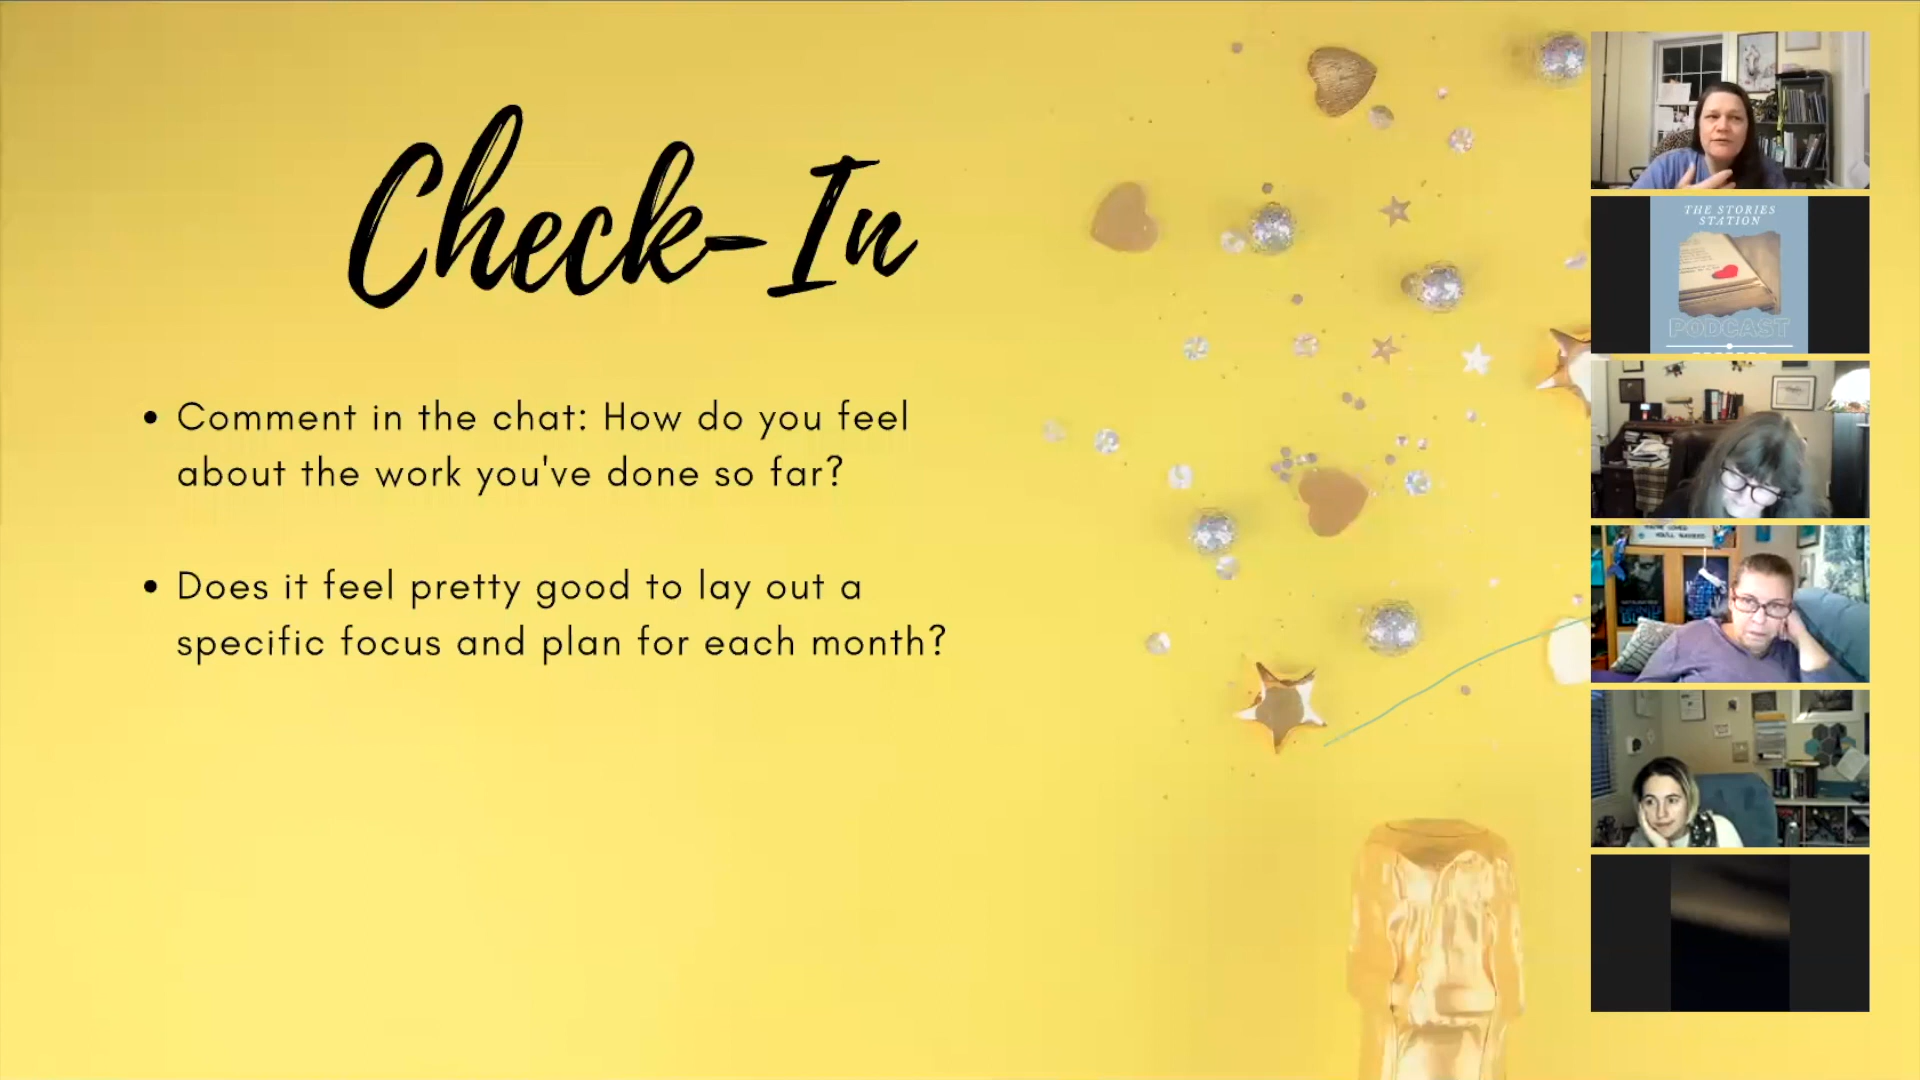 Check-In
• Comment in the chat: How do you feel
about the work you've done so far?
• Does it feel pretty good to lay out a
specific focus and plan for each month?
THE STORIES
STATION
PODCAST